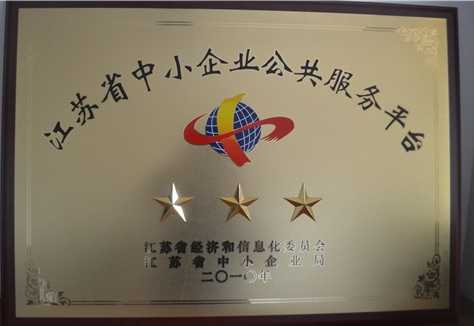 江苏省中小企业公共服务平台
江苏省经济和信息化委员会
江苏省中小企业局
二〇一〇年